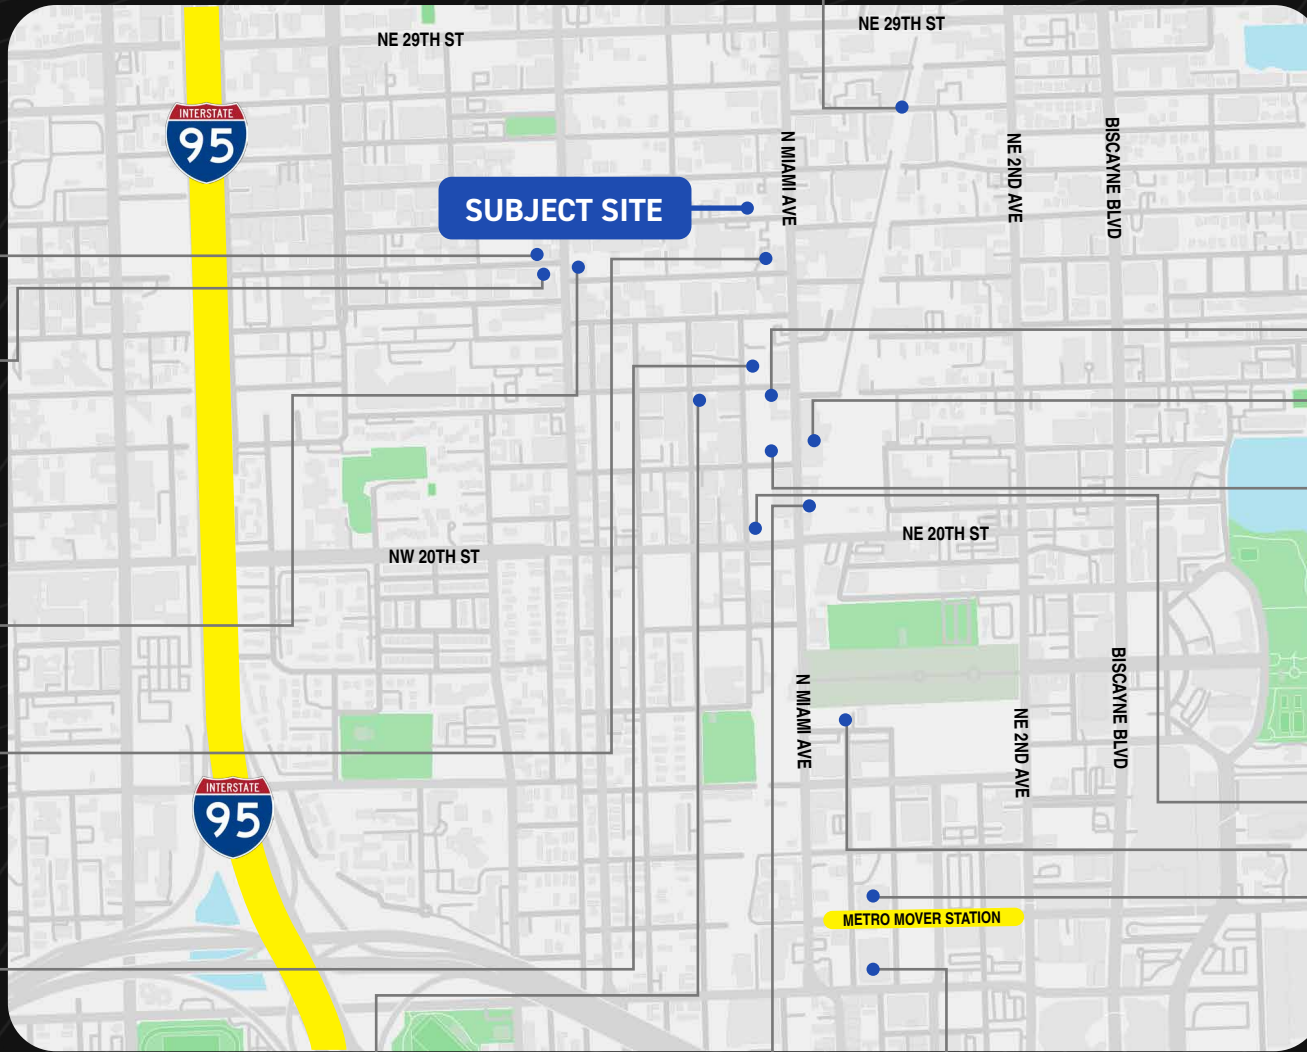 NE 29TH ST
NE 29TH ST
INTERSTATE
95
N MIAMI AVE
NE 2ND AVE
BISCAYNE BLVD
SUBJECT SITE
NE 20TH ST
NW 20TH ST
N MIAMI AVE
NE 2ND AVE
BISCAYNE BLVD
INTERSTATE
95
METRO MOVER STATION